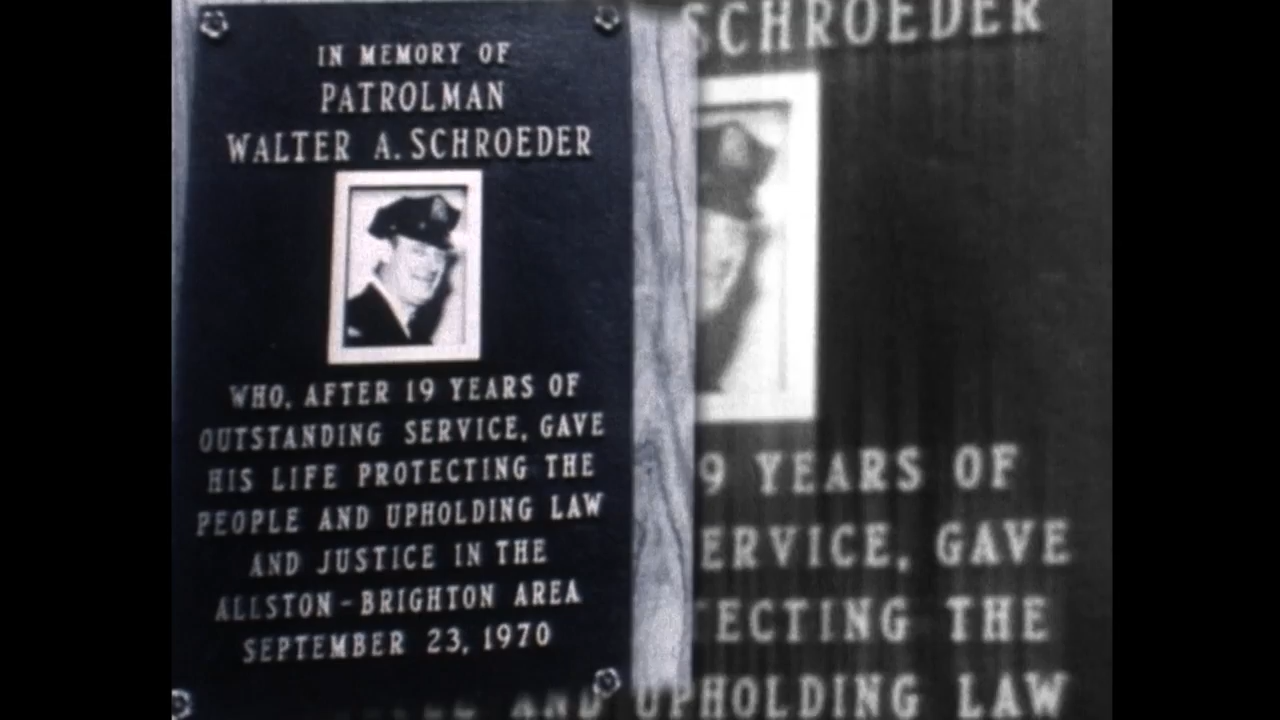 IN MEMORY OF
PATROLMAN
WALTER A. SCHROEDER
WHO, AFTER 19 YEARS OF
OUTSTANDING SERVICE, GAVE
HIS LIFE PROTECTING THE
PEOPLE AND UPHOLDING LAW
AND JUSTICE IN THE
ALLSTON-BRIGHTON AREA
SEPTEMBER 23, 1970
SCHROEDER
9 YEARS OF
ERVICE, GAVE
TECTING THE
AND UPHOLDING LAW